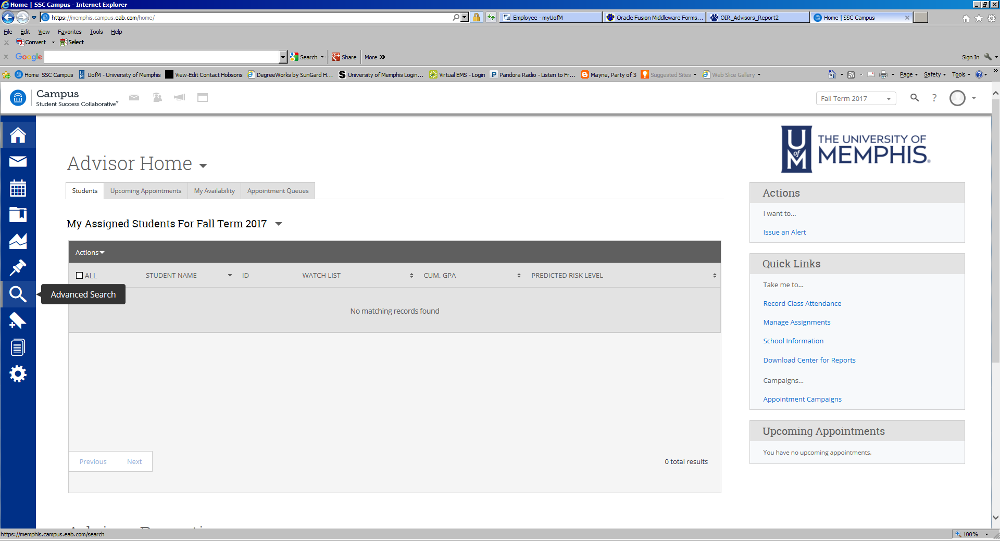 Home | SSC Campus - Internet Explorer
https://memphis.campus.eab.com/home/
Employee - myUofM
Oracle Fusion Middleware Forms...
OIR_Advisors_Report2
Home | SSC Campus
File Edit View Favorites Tools Help
Convert Select
Google Search Share More »
Sign In
Home SSC Campus
UofM - University of Memphis
View-Edit Contact Hobsons
DegreeWorks by SunGard H...
University of Memphis Login...
Virtual EMS - Login
Pandora Radio - Listen to Fr...
Mayne, Party of 3
Suggested Sites
Web Slice Gallery
Page Safety Tools
Campus
Student Success Collaborative™
Fall Term 2017
?
U of M
THE UNIVERSITY OF
MEMPHIS®
Advisor Home
Students
Upcoming Appointments
My Availability
Appointment Queues
My Assigned Students For Fall Term 2017
Actions
ALL STUDENT NAME ID WATCH LIST CUM. GPA PREDICTED RISK LEVEL
Advanced Search
No matching records found
Previous Next
0 total results
Actions
I want to...
Issue an Alert
Quick Links
Take me to...
Record Class Attendance
Manage Assignments
School Information
Download Center for Reports
Campaigns...
Appointment Campaigns
Upcoming Appointments
You have no upcoming appointments.
https://memphis.campus.eab.com/search
100%